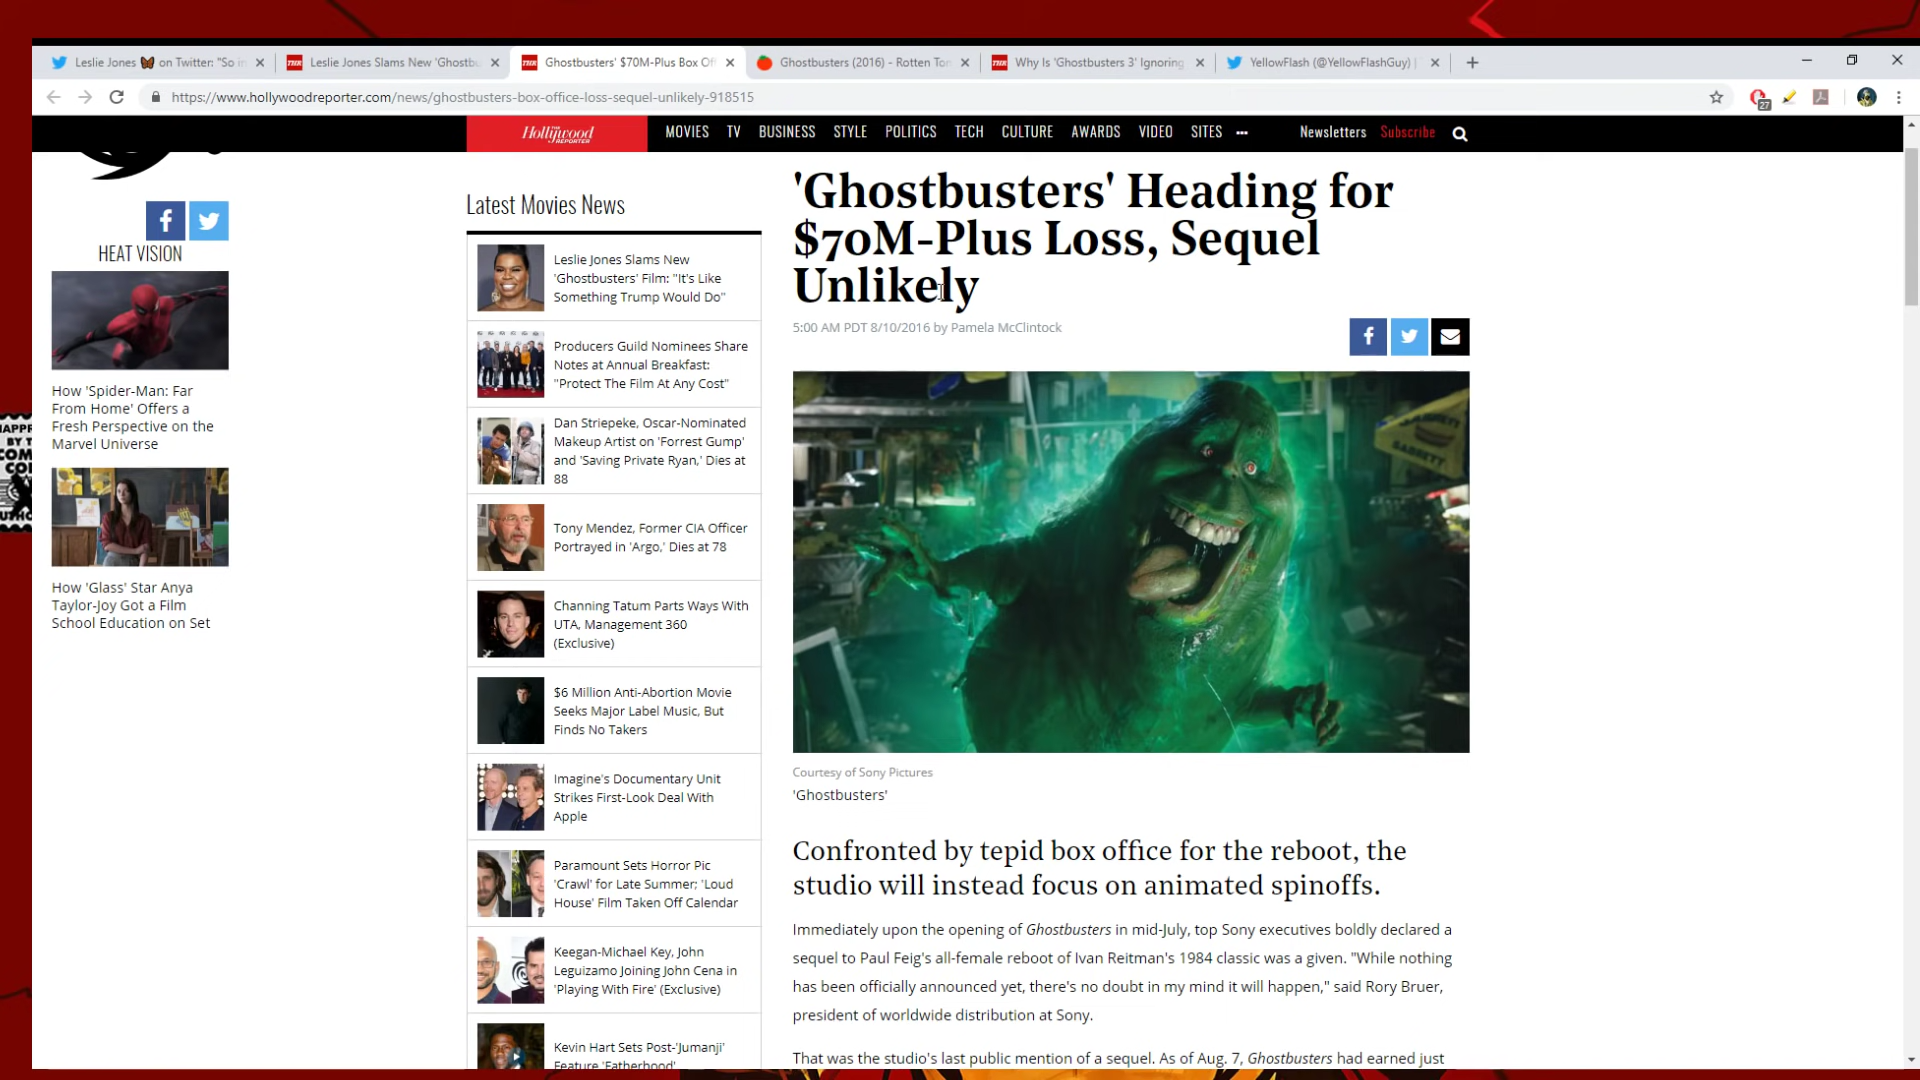 Leslie Jones 🦋 on Twitter: "So in
Leslie Jones Slams New 'Ghostbu
Ghostbusters' $70M-Plus Box Of
Ghostbusters (2016) - Rotten Tom
Why Is 'Ghostbusters 3' Ignoring
YellowFlash (@YellowFlashGuy) |
https://www.hollywoodreporter.com/news/ghostbusters-box-office-loss-sequel-unlikely-918515
27
Hollywood
REPORTER
MOVIES TV BUSINESS STYLE POLITICS TECH CULTURE AWARDS VIDEO SITES
Newsletters Subscribe
HEAT VISION
How 'Spider-Man: Far
From Home' Offers a
Fresh Perspective on the
Marvel Universe
How 'Glass' Star Anya
Taylor-Joy Got a Film
School Education on Set
Latest Movies News
Leslie Jones Slams New
'Ghostbusters' Film: "It's Like
Something Trump Would Do"
Producers Guild Nominees Share
Notes at Annual Breakfast:
"Protect The Film At Any Cost"
Dan Striepeke, Oscar-Nominated
Makeup Artist on 'Forrest Gump'
and 'Saving Private Ryan,' Dies at
88
Tony Mendez, Former CIA Officer
Portrayed in 'Argo,' Dies at 78
Channing Tatum Parts Ways With
UTA, Management 360
(Exclusive)
$6 Million Anti-Abortion Movie
Seeks Major Label Music, But
Finds No Takers
Imagine's Documentary Unit
Strikes First-Look Deal With
Apple
Paramount Sets Horror Pic
'Crawl' for Late Summer; 'Loud
House' Film Taken Off Calendar
Keegan-Michael Key, John
Leguizamo Joining John Cena in
'Playing With Fire' (Exclusive)
Kevin Hart Sets Post-'Jumanji'
Feature 'Fatherhood'
'Ghostbusters' Heading for
$70M-Plus Loss, Sequel
Unlikely
5:00 AM PDT 8/10/2016 by Pamela McClintock
SABRETT
Courtesy of Sony Pictures
'Ghostbusters'
Confronted by tepid box office for the reboot, the
studio will instead focus on animated spinoffs.
Immediately upon the opening of Ghostbusters in mid-July, top Sony executives boldly declared a
sequel to Paul Feig's all-female reboot of Ivan Reitman's 1984 classic was a given. "While nothing
has been officially announced yet, there's no doubt in my mind it will happen," said Rory Bruer,
president of worldwide distribution at Sony.
That was the studio's last public mention of a sequel. As of Aug. 7, Ghostbusters had earned just